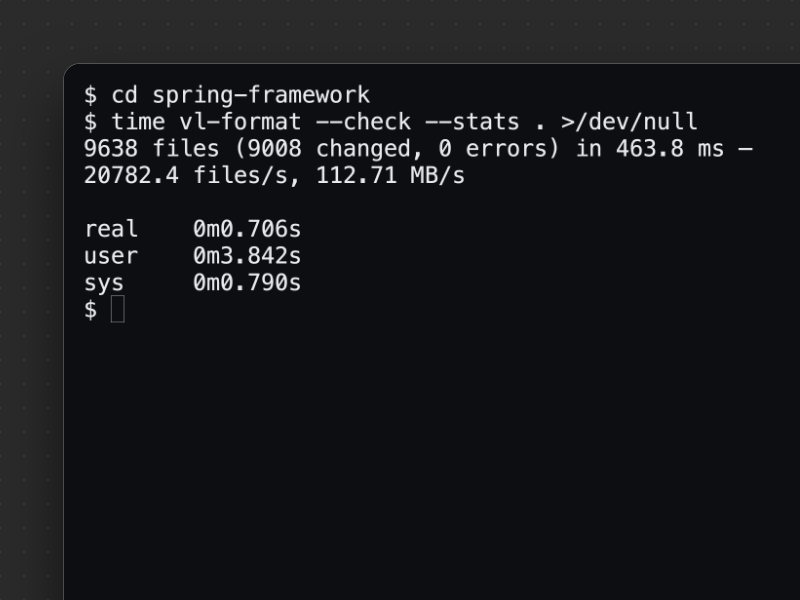 $ cd spring-framework
$ time vl-format --check --stats . >/dev/null
9638 files (9008 changed, 0 errors) in 463.8 ms —
20782.4 files/s, 112.71 MB/s
real    0m0.706s
user    0m3.842s
sys     0m0.790s
$